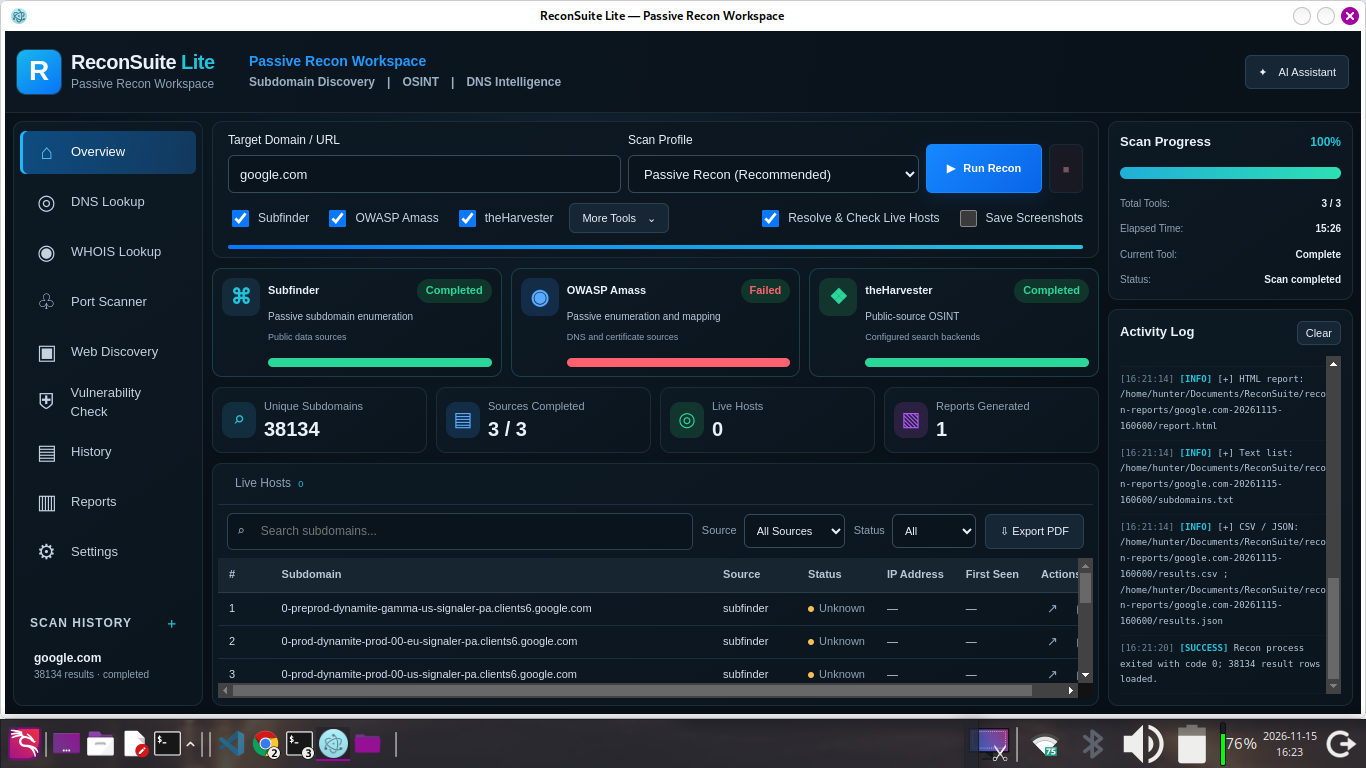 ReconSuite Lite — Passive Recon Workspace
R
ReconSuite Lite
Passive Recon Workspace
Passive Recon Workspace
Subdomain Discovery | OSINT | DNS Intelligence
AI Assistant
Overview
DNS Lookup
WHOIS Lookup
Port Scanner
Web Discovery
Vulnerability
Check
History
Reports
Settings
SCAN HISTORY +
google.com
38134 results · completed
Target Domain / URL
google.com
Scan Profile
Passive Recon (Recommended)
Run Recon
Subfinder
OWASP Amass
theHarvester
More Tools
Resolve & Check Live Hosts
Save Screenshots
Subfinder
Completed
Passive subdomain enumeration
Public data sources
OWASP Amass
Failed
Passive enumeration and mapping
DNS and certificate sources
theHarvester
Completed
Public-source OSINT
Configured search backends
Unique Subdomains
38134
Sources Completed
3 / 3
Live Hosts
0
Reports Generated
1
Live Hosts 0
Search subdomains...
Source
All Sources
Status
All
Export PDF
# Subdomain Source Status IP Address First Seen Actions
1 0-preprod-dynamite-gamma-us-signaler-pa.clients6.google.com subfinder Unknown — —
2 0-prod-dynamite-prod-00-eu-signaler-pa.clients6.google.com subfinder Unknown — —
3 0-prod-dynamite-prod-00-us-signaler-pa.clients6.google.com subfinder Unknown — —
Scan Progress 100%
Total Tools: 3 / 3
Elapsed Time: 15:26
Current Tool: Complete
Status: Scan completed
Activity Log
Clear
[16:21:14] [INFO] [+] HTML report:
/home/hunter/Documents/ReconSuite/reco
n-reports/google.com-20261115-
160600/report.html
[16:21:14] [INFO] [+] Text list:
/home/hunter/Documents/ReconSuite/reco
n-reports/google.com-20261115-
160600/subdomains.txt
[16:21:14] [INFO] [+] CSV / JSON:
/home/hunter/Documents/ReconSuite/reco
n-reports/google.com-20261115-
160600/results.csv ;
/home/hunter/Documents/ReconSuite/reco
n-reports/google.com-20261115-
160600/results.json
[16:21:20] [SUCCESS] Recon process
exited with code 0; 38134 result rows
loaded.
2
3
75
76%
2026-11-15
16:23